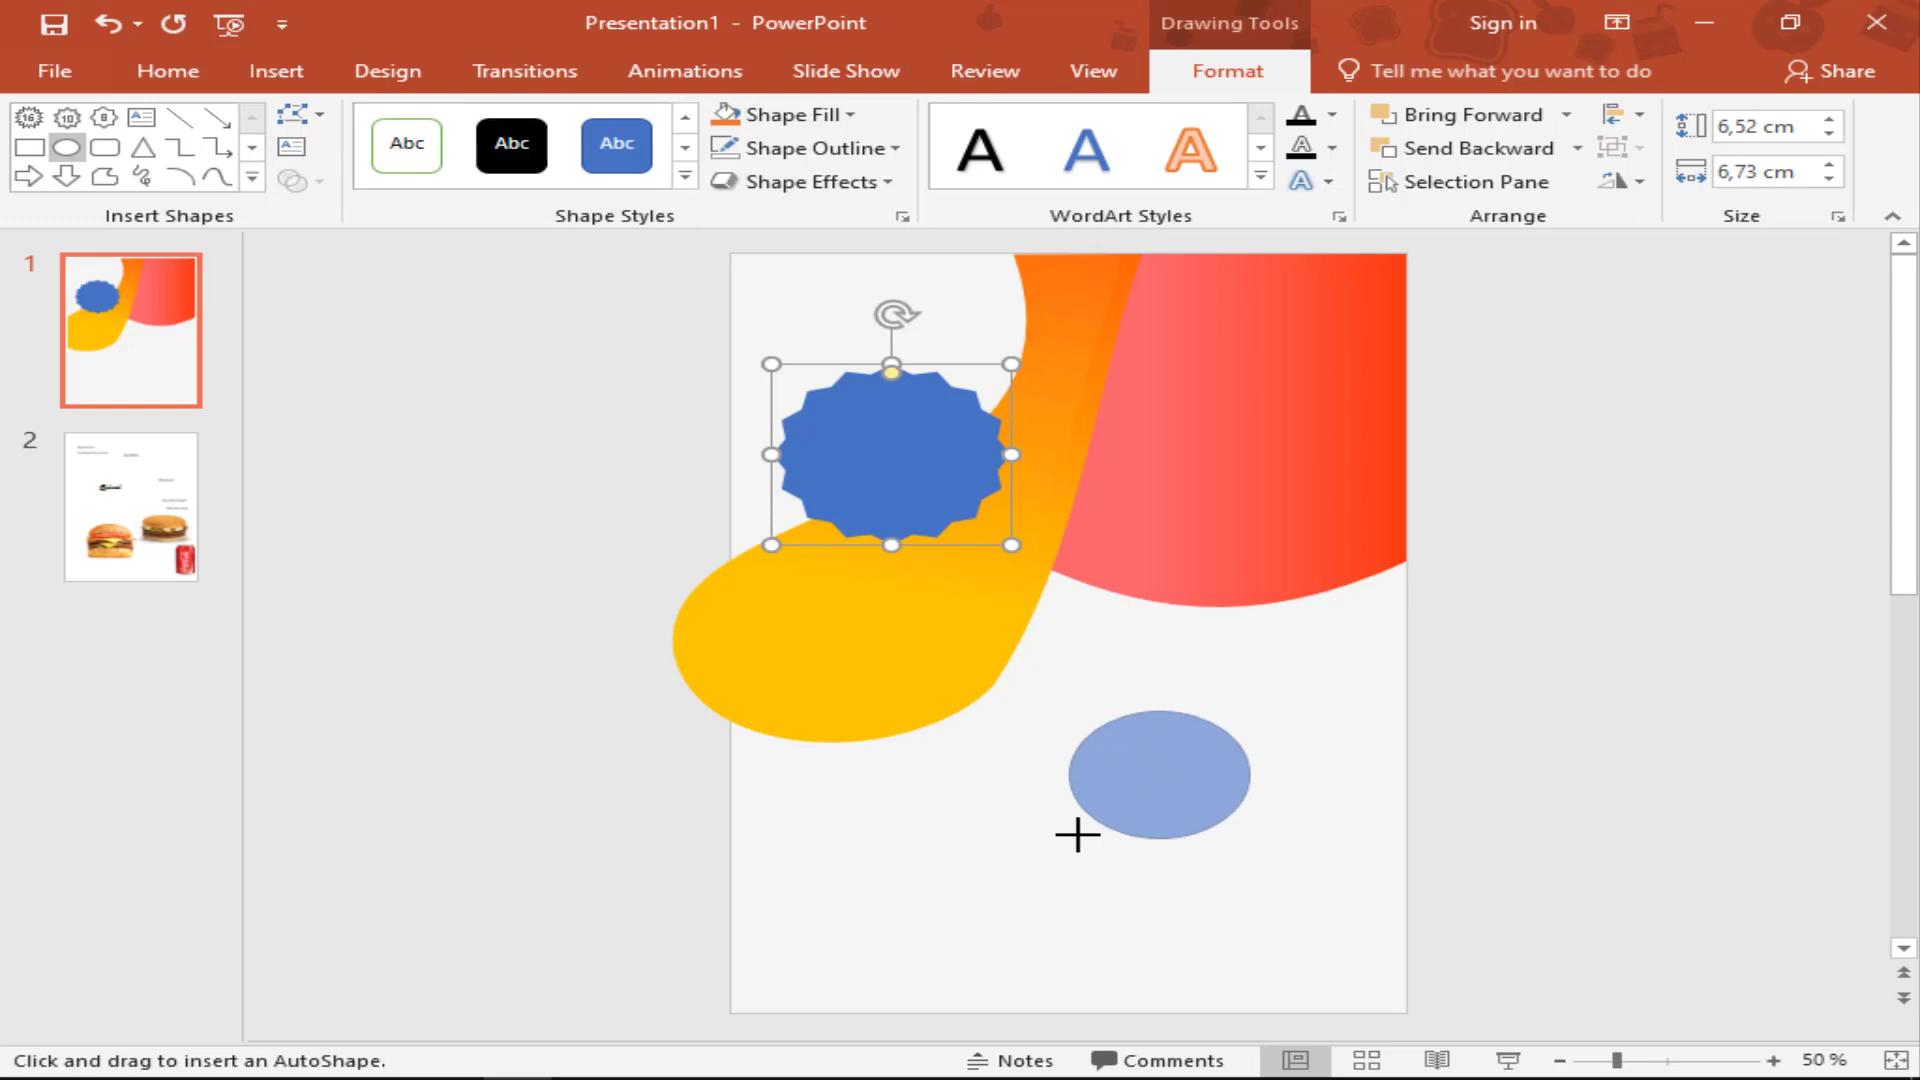 Presentation1 - PowerPoint
Drawing Tools
Sign in
File
Home
Insert
Design
Transitions
Animations
Slide Show
Review
View
Format
Tell me what you want to do
Share
16
10
8
Abc
Abc
Abc
Shape Fill
Shape Outline
Shape Effects
A
A
A
A
A
A
Bring Forward
Send Backward
Selection Pane
6,52 cm
6,73 cm
Insert Shapes
Shape Styles
WordArt Styles
Arrange
Size
1
2
Click and drag to insert an AutoShape.
Notes
Comments
50 %